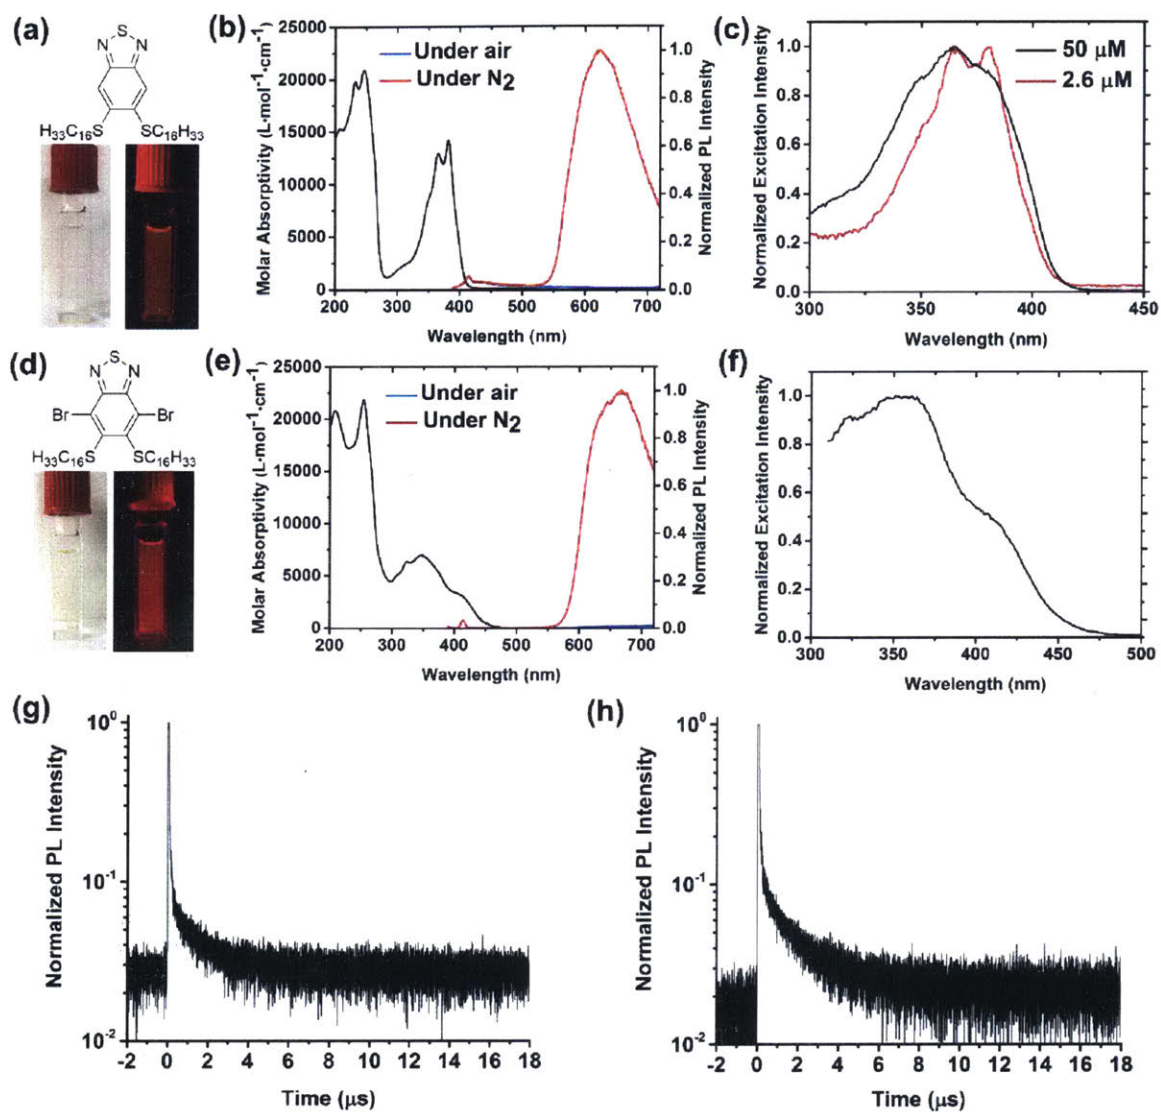 (a)
S
N N
H33C16S SC16H33
(b)
Under air
Under N2
Molar Absorptivity (L-mol-1·cm-1)
25000
20000
15000
10000
5000
0
Normalized PL Intensity
1.0
0.8
0.6
0.4
0.2
0.0
200 300 400 500 600 700
Wavelength (nm)
(c)
50 μM
2.6 μM
Normalized Excitation Intensity
1.0
0.8
0.6
0.4
0.2
0.0
300 350 400 450
Wavelength (nm)
(d)
S
N N
Br Br
H33C16S SC16H33
(e)
Under air
Under N2
Molar Absorptivity (L-mol-1·cm-1)
25000
20000
15000
10000
5000
0
Normalized PL Intensity
1.0
0.8
0.6
0.4
0.2
0.0
200 300 400 500 600 700
Wavelength (nm)
(f)
Normalized Excitation Intensity
1.0
0.8
0.6
0.4
0.2
0.0
300 350 400 450 500
Wavelength (nm)
(g)
Normalized PL Intensity
10^0
10^-1
10^-2
-2 0 2 4 6 8 10 12 14 16 18
Time (μs)
(h)
Normalized PL Intensity
10^0
10^-1
10^-2
-2 0 2 4 6 8 10 12 14 16 18
Time (μs)